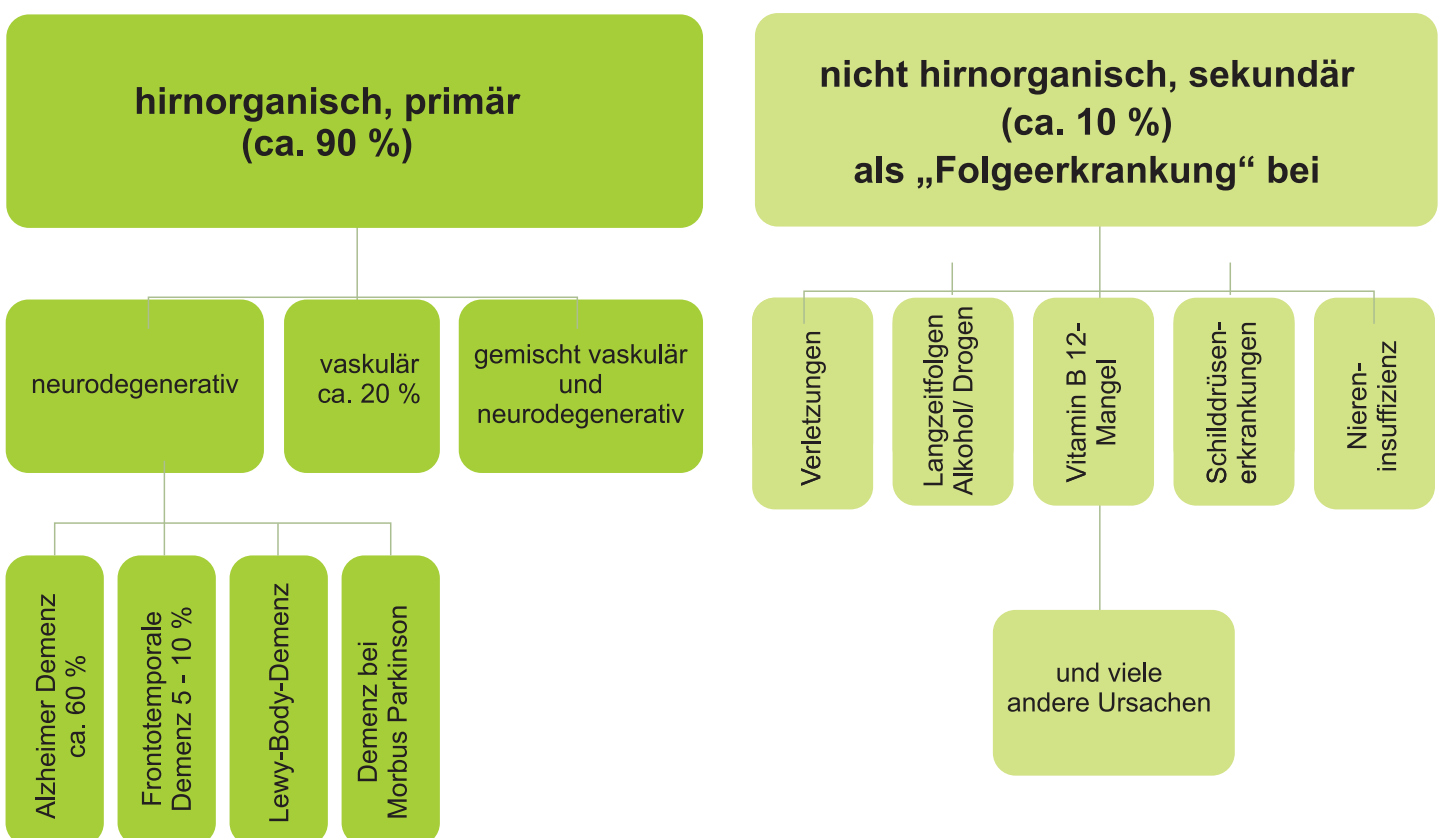 hirnorganisch, primär
(ca. 90 %)
nicht hirnorganisch, sekundär
(ca. 10 %)
als „Folgeerkrankung“ bei
neurodegenerativ
vaskulär
ca. 20 %
gemischt vaskulär
und
neurodegenerativ
Verletzungen
Langzeitfolgen
Alkohol/ Drogen
Vitamin B 12-
Mangel
Schilddrüsen-
erkrankungen
Nieren-
insuffizienz
Alzheimer Demenz
ca. 60 %
Frontotemporale
Demenz 5 - 10 %
Lewy-Body-Demenz
Demenz bei
Morbus Parkinson
und viele
andere Ursachen